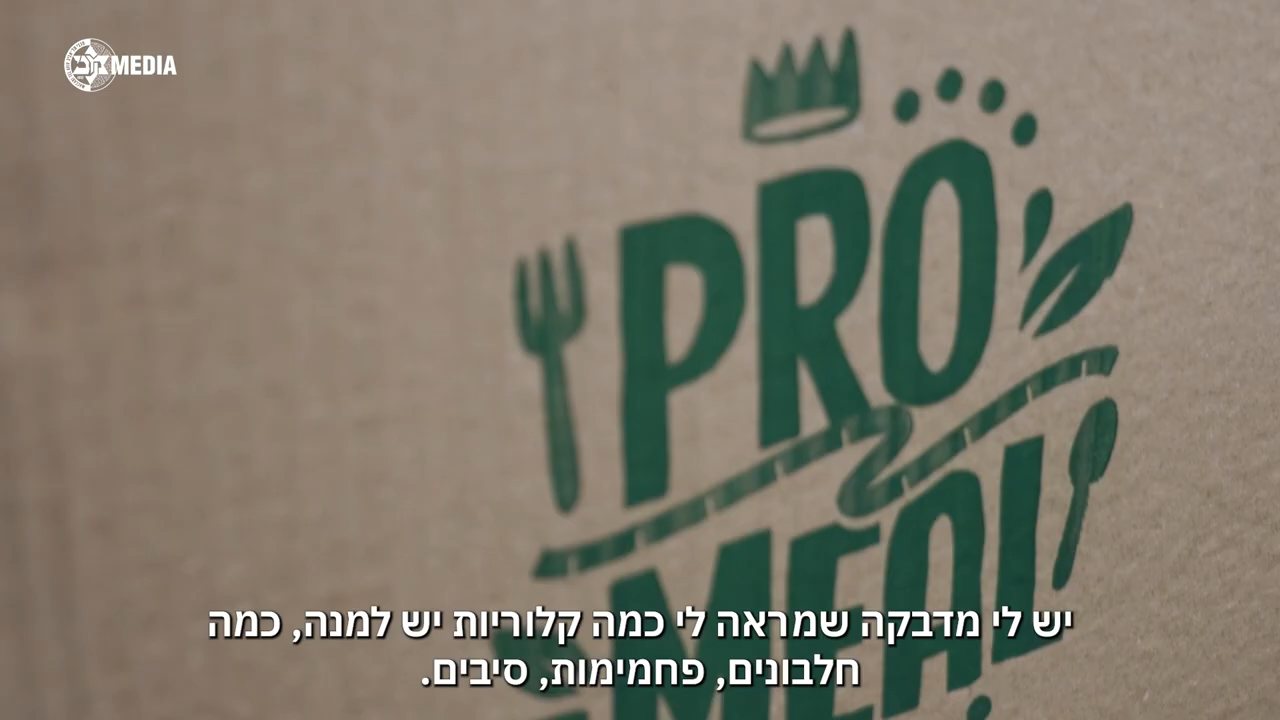 MEDIA
PRO
MEAL
יש לי מדבקה שמראה לי כמה קלוריות יש למנה, כמה
חלבונים, פחמימות, סיבים.